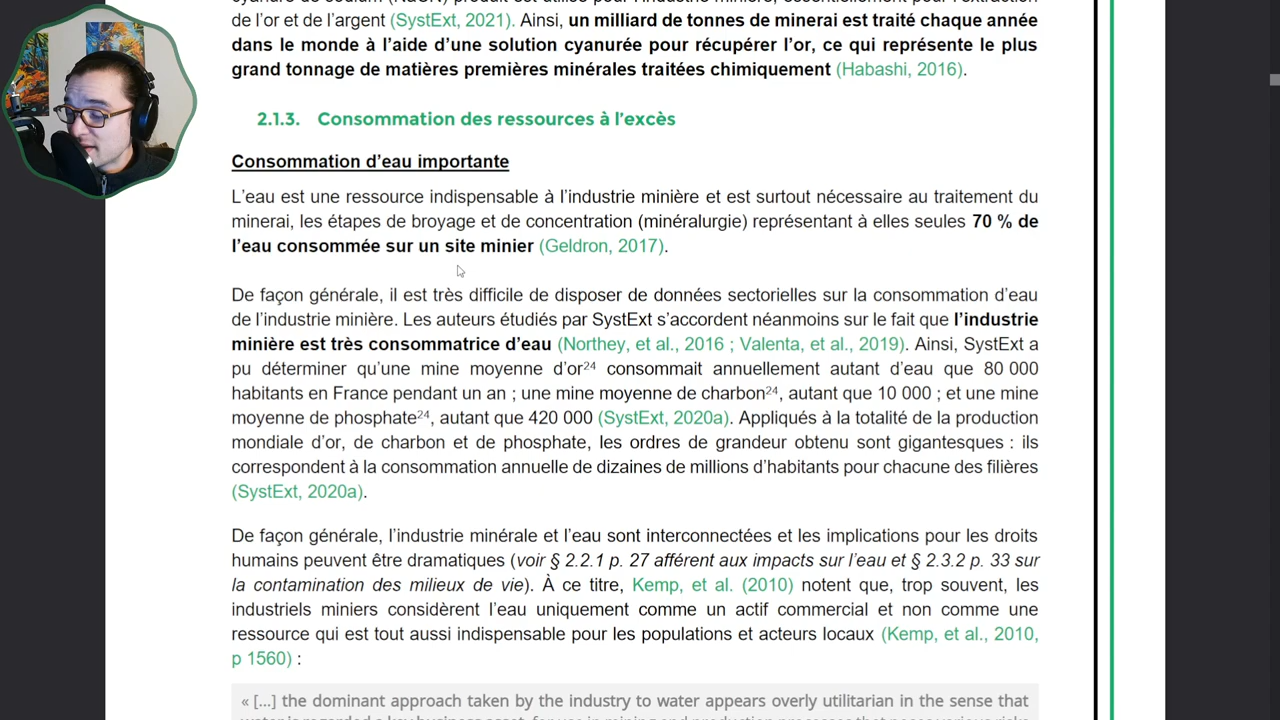 de l'or et de l'argent (SystExt, 2021). Ainsi, un milliard de tonnes de minerai est traité chaque année
dans le monde à l'aide d'une solution cyanurée pour récupérer l'or, ce qui représente le plus
grand tonnage de matières premières minérales traitées chimiquement (Habashi, 2016).
2.1.3. Consommation des ressources à l'excès
Consommation d'eau importante
L'eau est une ressource indispensable à l'industrie minière et est surtout nécessaire au traitement du
minerai, les étapes de broyage et de concentration (minéralurgie) représentant à elles seules 70 % de
l'eau consommée sur un site minier (Geldron, 2017).
De façon générale, il est très difficile de disposer de données sectorielles sur la consommation d'eau
de l'industrie minière. Les auteurs étudiés par SystExt s'accordent néanmoins sur le fait que l'industrie
minière est très consommatrice d'eau (Northey, et al., 2016 ; Valenta, et al., 2019). Ainsi, SystExt a
pu déterminer qu'une mine moyenne d'or²⁴ consommait annuellement autant d'eau que 80 000
habitants en France pendant un an ; une mine moyenne de charbon²⁴, autant que 10 000 ; et une mine
moyenne de phosphate²⁴, autant que 420 000 (SystExt, 2020a). Appliqués à la totalité de la production
mondiale d'or, de charbon et de phosphate, les ordres de grandeur obtenu sont gigantesques : ils
correspondent à la consommation annuelle de dizaines de millions d'habitants pour chacune des filières
(SystExt, 2020a).
De façon générale, l'industrie minérale et l'eau sont interconnectées et les implications pour les droits
humains peuvent être dramatiques (voir § 2.2.1 p. 27 afférent aux impacts sur l'eau et § 2.3.2 p. 33 sur
la contamination des milieux de vie). À ce titre, Kemp, et al. (2010) notent que, trop souvent, les
industriels miniers considèrent l'eau uniquement comme un actif commercial et non comme une
ressource qui est tout aussi indispensable pour les populations et acteurs locaux (Kemp, et al., 2010,
p 1560) :
« [...] the dominant approach taken by the industry to water appears overly utilitarian in the sense that